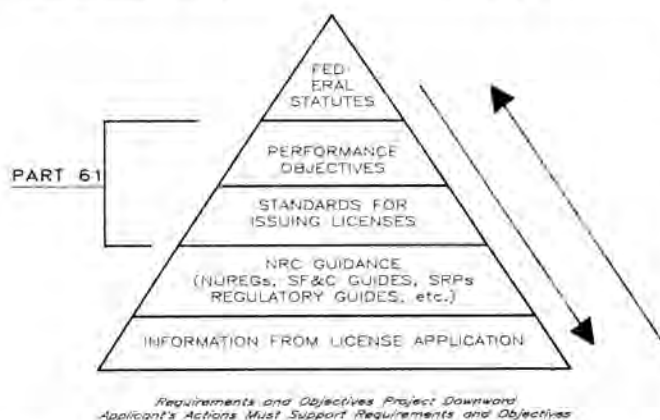 FED-
ERAL
STATUTES
PERFORMANCE
OBJECTIVES
PART 61
STANDARDS FOR
ISSUING LICENSES
NRC GUIDANCE
(NUREGs, SF&C GUIDES, SRPs
REGULATORY GUIDES, etc.)
INFORMATION FROM LICENSE APPLICATION
Requirements and Objectives Project Downward
Applicant's Actions Must Support Requirements and Objectives